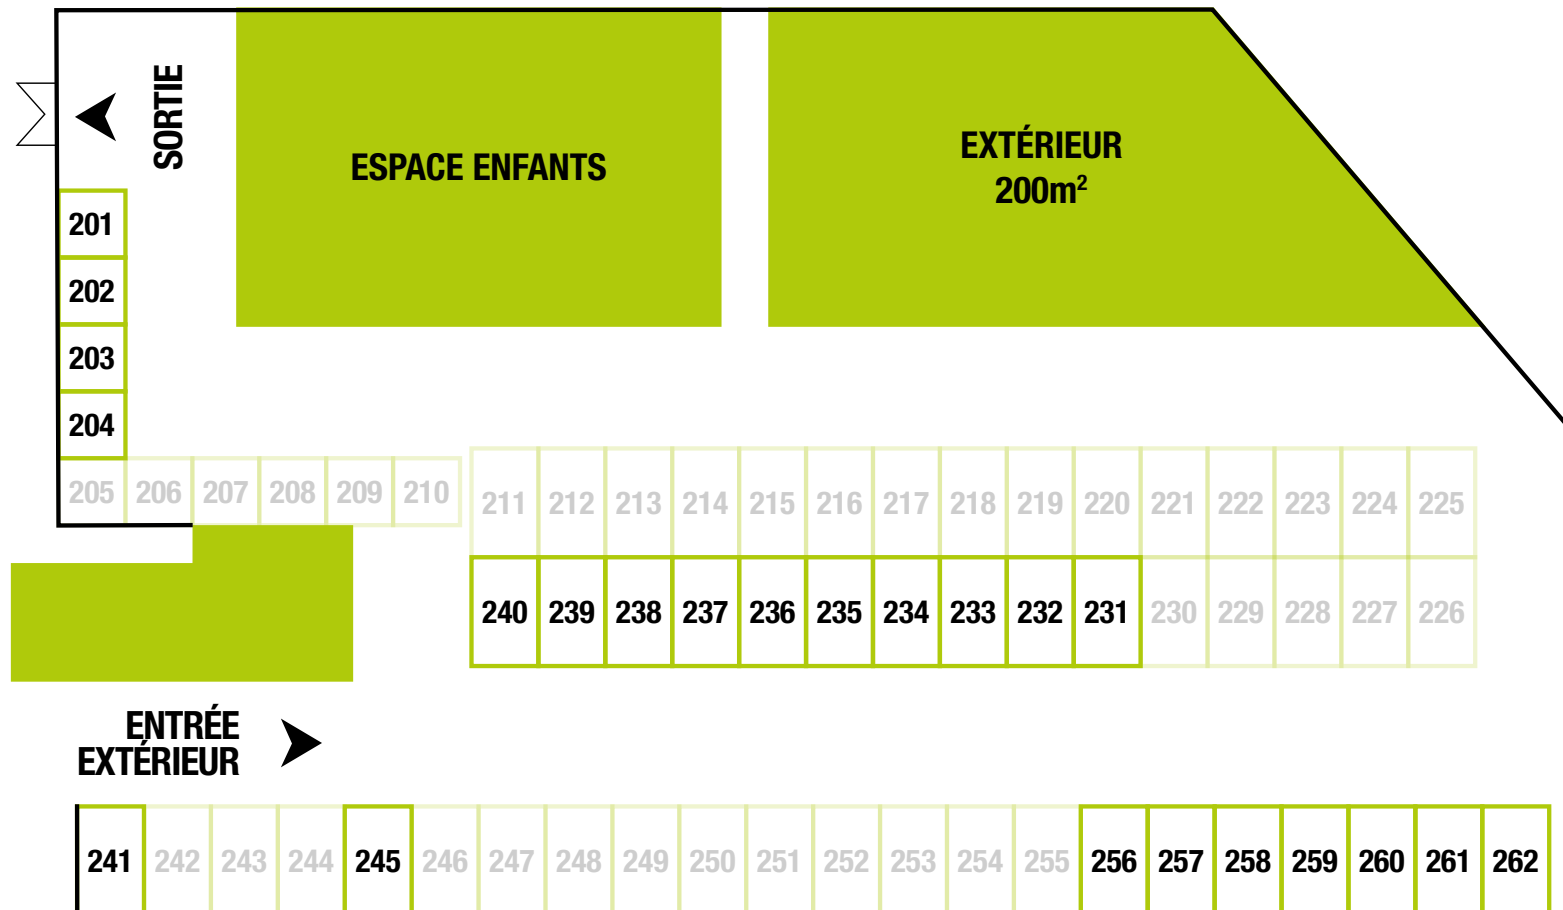 SORTIE
ESPACE ENFANTS
EXTÉRIEUR
200m²
201
202
203
204
205 206 207 208 209 210
211 212 213 214 215 216 217 218 219 220 221 222 223 224 225
240 239 238 237 236 235 234 233 232 231 230 229 228 227 226
ENTRÉE
EXTÉRIEUR
241 242 243 244 245 246 247 248 249 250 251 252 253 254 255 256 257 258 259 260 261 262